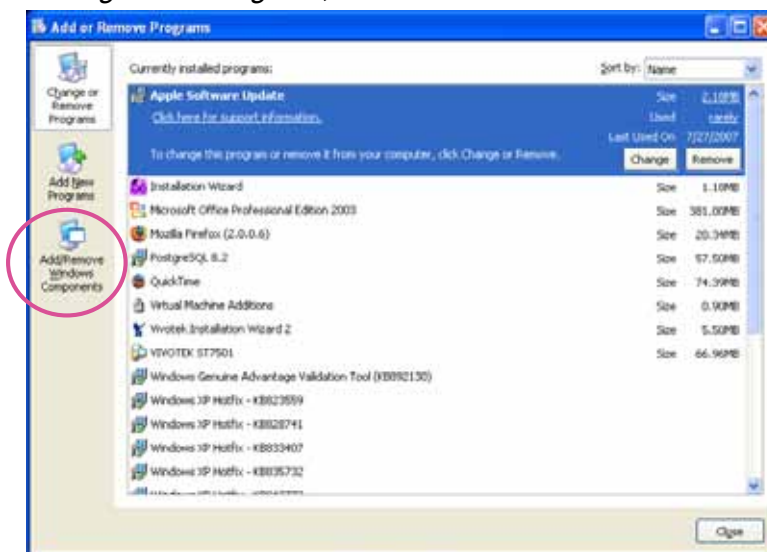 Add or Remove Programs
Change or
Remove
Programs
Add New
Programs
Add/Remove
Windows
Components
Currently installed programs:
Sort by: Name
Apple Software Update
Size 2.10MB
Click here for support information.
Used rarely
Last Used On 7/27/2007
To change this program or remove it from your computer, click Change or Remove.
Change
Remove
Installation Wizard
Size 1.10MB
Microsoft Office Professional Edition 2003
Size 381.00MB
Mozilla Firefox (2.0.0.6)
Size 20.34MB
PostgreSQL 8.2
Size 57.50MB
QuickTime
Size 74.39MB
Virtual Machine Additions
Size 0.90MB
Vivotek Installation Wizard 2
Size 5.50MB
VIVOTEK ST7501
Size 66.96MB
Windows Genuine Advantage Validation Tool (KB892130)
Windows XP Hotfix - KB823559
Windows XP Hotfix - KB828741
Windows XP Hotfix - KB833407
Windows XP Hotfix - KB835732
Close